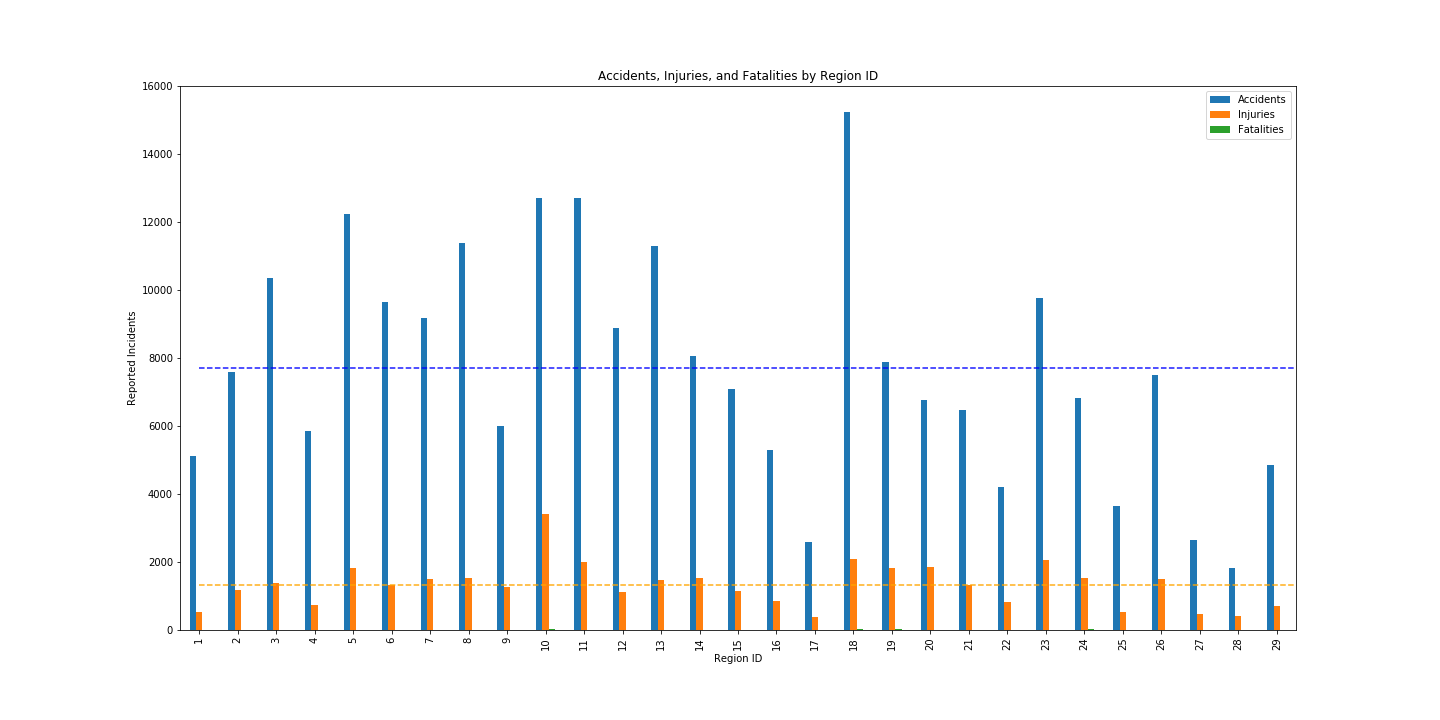 Accidents, Injuries, and Fatalities by Region ID
16000
14000
12000
10000
8000
6000
4000
2000
0
Reported Incidents
Accidents
Injuries
Fatalities
1 2 3 4 5 6 7 8 9 10 11 12 13 14 15 16 17 18 19 20 21 22 23 24 25 26 27 28 29
Region ID